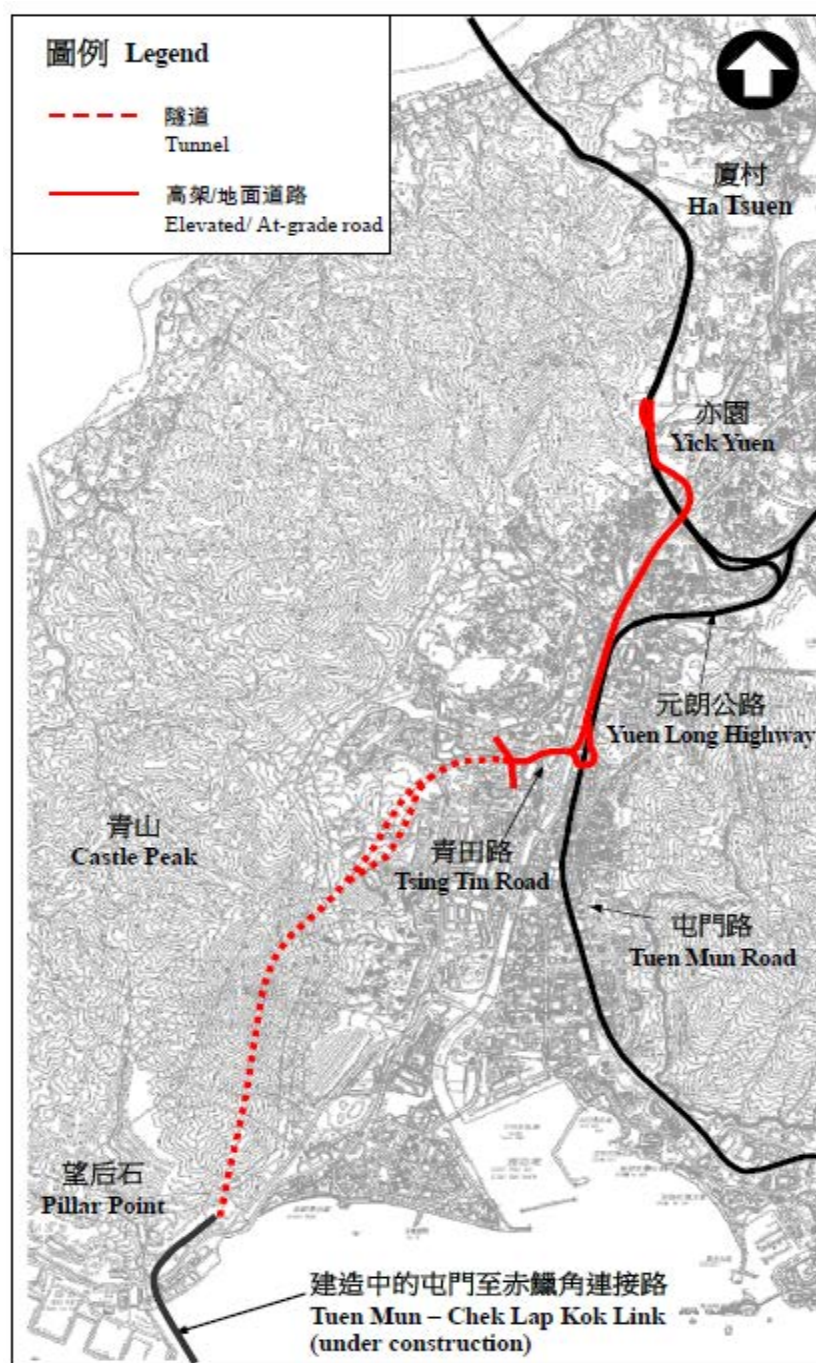 圖例 Legend
隧道
Tunnel
高架/地面道路
Elevated/ At-grade road
廈村
Ha Tsuen
亦園
Yick Yuen
元朗公路
Yuen Long Highway
青山
Castle Peak
青田路
Tsing Tin Road
屯門路
Tuen Mun Road
望后石
Pillar Point
建造中的屯門至赤鱲角連接路
Tuen Mun – Chek Lap Kok Link
(under construction)